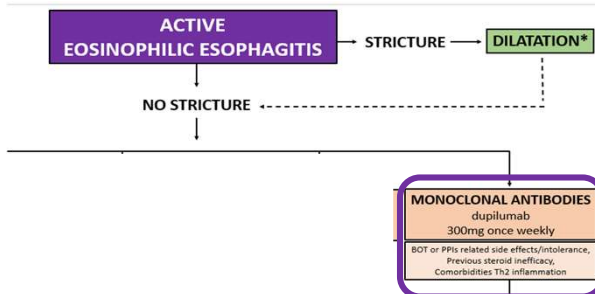 ACTIVE
EOSINOPHILIC ESOPHAGITIS
STRICTURE
DILATATION*
NO STRICTURE
MONOCLONAL ANTIBODIES
dupilumab
300mg once weekly
BOT or PPIs related side effects/intolerance,
Previous steroid inefficacy,
Comorbidities Th2 inflammation